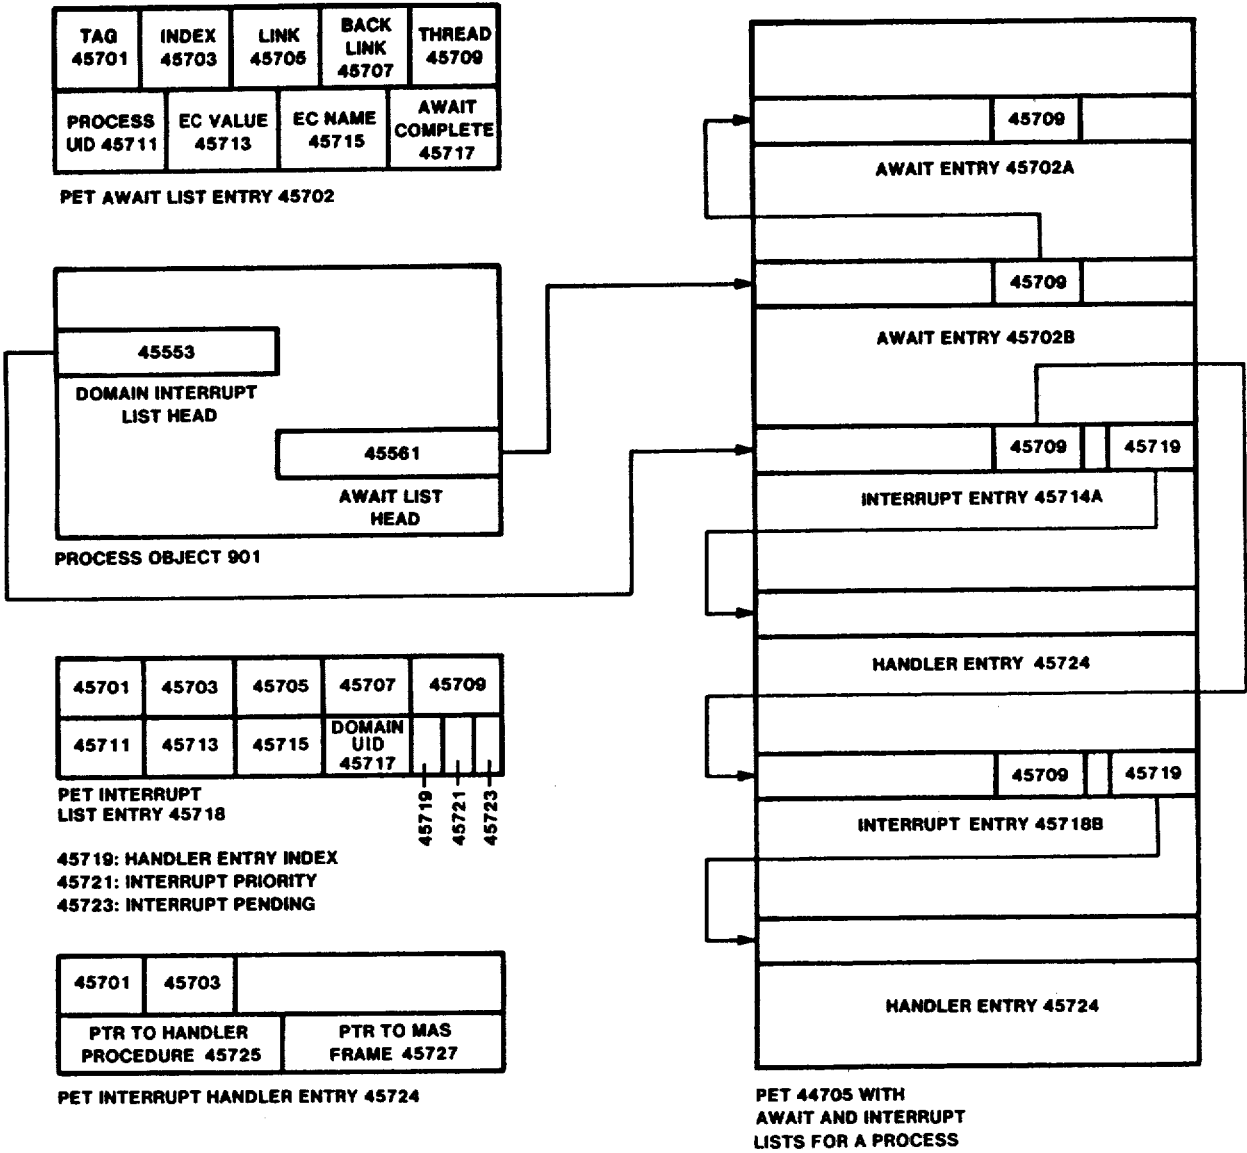 TAG
45701
INDEX
45703
LINK
45705
BACK
LINK
45707
THREAD
45709
PROCESS
UID 45711
EC VALUE
45713
EC NAME
45715
AWAIT
COMPLETE
45717
PET AWAIT LIST ENTRY 45702
45553
DOMAIN INTERRUPT
LIST HEAD
45561
AWAIT LIST
HEAD
PROCESS OBJECT 901
45701
45703
45705
45707
45709
45711
45713
45715
DOMAIN
UID
45717
45719
45721
45723
PET INTERRUPT
LIST ENTRY 45718
45719: HANDLER ENTRY INDEX
45721: INTERRUPT PRIORITY
45723: INTERRUPT PENDING
45701
45703
PTR TO HANDLER
PROCEDURE 45725
PTR TO MAS
FRAME 45727
PET INTERRUPT HANDLER ENTRY 45724
45709
AWAIT ENTRY 45702A
45709
AWAIT ENTRY 45702B
45709
45719
INTERRUPT ENTRY 45714A
HANDLER ENTRY 45724
45709
45719
INTERRUPT ENTRY 45718B
HANDLER ENTRY 45724
PET 44705 WITH
AWAIT AND INTERRUPT
LISTS FOR A PROCESS